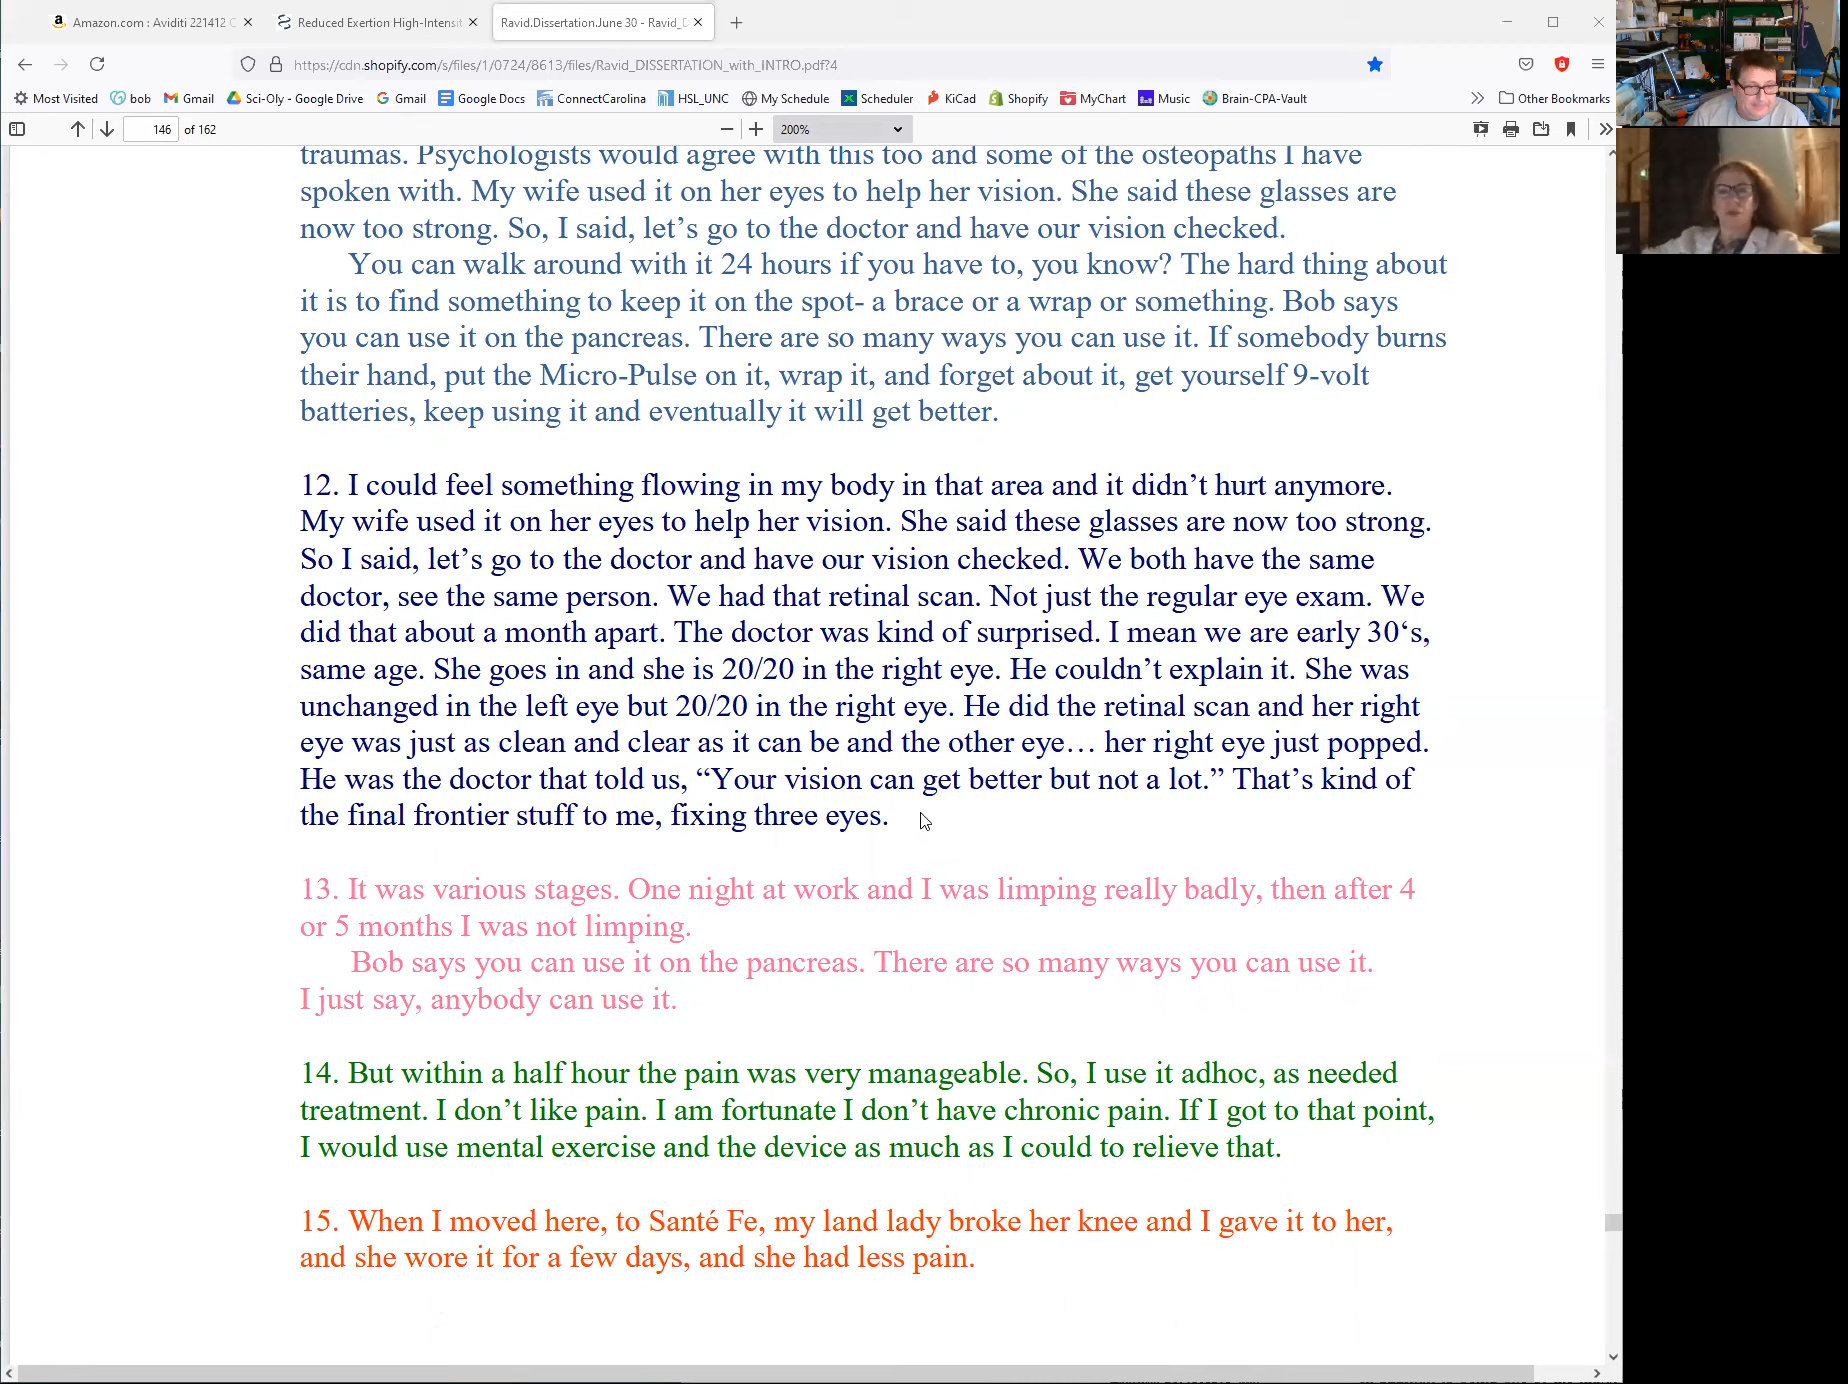 Amazon.com : Aviditi 221412 C
Reduced Exertion High-Intensit
Ravid.Dissertation.June 30 - Ravid_D
https://cdn.shopify.com/s/files/1/0724/8613/files/Ravid_DISSERTATION_with_INTRO.pdf?4
Most Visited bob Gmail Sci-Oly - Google Drive Gmail Google Docs ConnectCarolina HSL_UNC My Schedule Scheduler KiCad Shopify MyChart Music Brain-CPA-Vault Other Bookmarks
146 of 162 200%
traumas. Psychologists would agree with this too and some of the osteopaths I have
spoken with. My wife used it on her eyes to help her vision. She said these glasses are
now too strong. So, I said, let’s go to the doctor and have our vision checked.
You can walk around with it 24 hours if you have to, you know? The hard thing about
it is to find something to keep it on the spot- a brace or a wrap or something. Bob says
you can use it on the pancreas. There are so many ways you can use it. If somebody burns
their hand, put the Micro-Pulse on it, wrap it, and forget about it, get yourself 9-volt
batteries, keep using it and eventually it will get better.
12. I could feel something flowing in my body in that area and it didn’t hurt anymore.
My wife used it on her eyes to help her vision. She said these glasses are now too strong.
So I said, let’s go to the doctor and have our vision checked. We both have the same
doctor, see the same person. We had that retinal scan. Not just the regular eye exam. We
did that about a month apart. The doctor was kind of surprised. I mean we are early 30‘s,
same age. She goes in and she is 20/20 in the right eye. He couldn’t explain it. She was
unchanged in the left eye but 20/20 in the right eye. He did the retinal scan and her right
eye was just as clean and clear as it can be and the other eye… her right eye just popped.
He was the doctor that told us, “Your vision can get better but not a lot.” That’s kind of
the final frontier stuff to me, fixing three eyes.
13. It was various stages. One night at work and I was limping really badly, then after 4
or 5 months I was not limping.
Bob says you can use it on the pancreas. There are so many ways you can use it.
I just say, anybody can use it.
14. But within a half hour the pain was very manageable. So, I use it adhoc, as needed
treatment. I don’t like pain. I am fortunate I don’t have chronic pain. If I got to that point,
I would use mental exercise and the device as much as I could to relieve that.
15. When I moved here, to Santé Fe, my land lady broke her knee and I gave it to her,
and she wore it for a few days, and she had less pain.